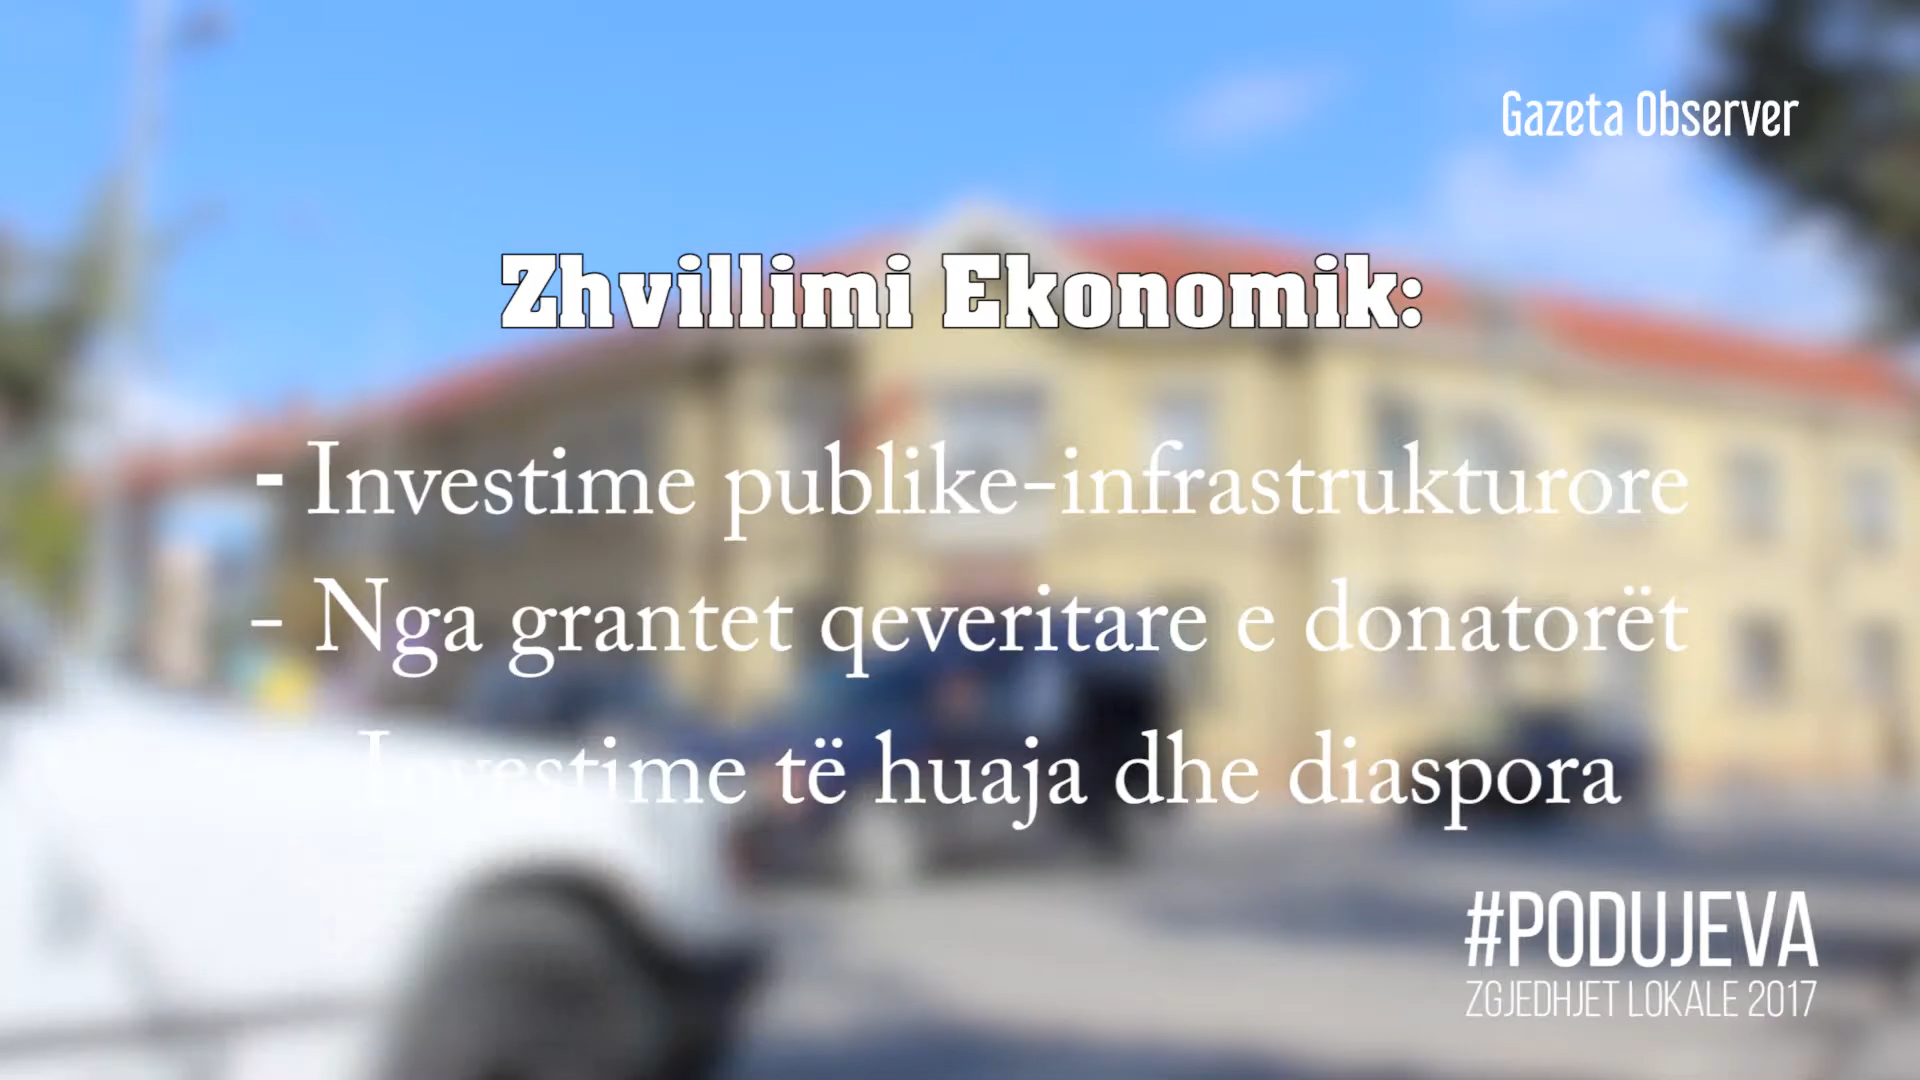 Gazeta Observer
Zhvillimi Ekonomik:
- Investime publike-infrastrukturore
- Nga grantet qeveritare e donatorët
Investime të huaja dhe diaspora
#PODUJEVA
ZGJEDHJET LOKALE 2017